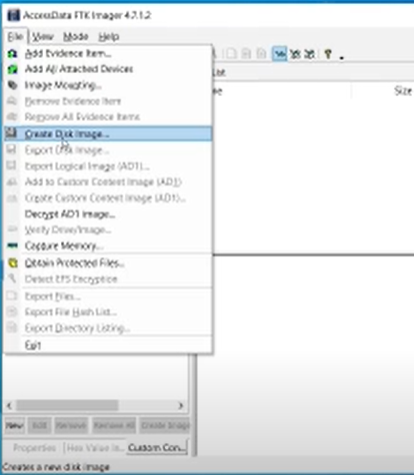 AccessData FTK Imager 4.7.1.2
File View Mode Help
Add Evidence Item...
Add All Attached Devices
Image Mounting...
Remove Evidence Item
Remove All Evidence Items
Create Disk Image...
Export Disk Image...
Export Logical Image (AD1)...
Add to Custom Content Image (AD1)
Create Custom Content Image (AD1)...
Decrypt AD1 image...
Verify Drive/Image...
Capture Memory...
Obtain Protected Files...
Detect EFS Encryption
Export Files...
Export File Hash List...
Export Directory Listing...
Exit
List
Size
New Edit Remove Remove All Create Image
Properties Hex Value In... Custom Con...
Creates a new disk image